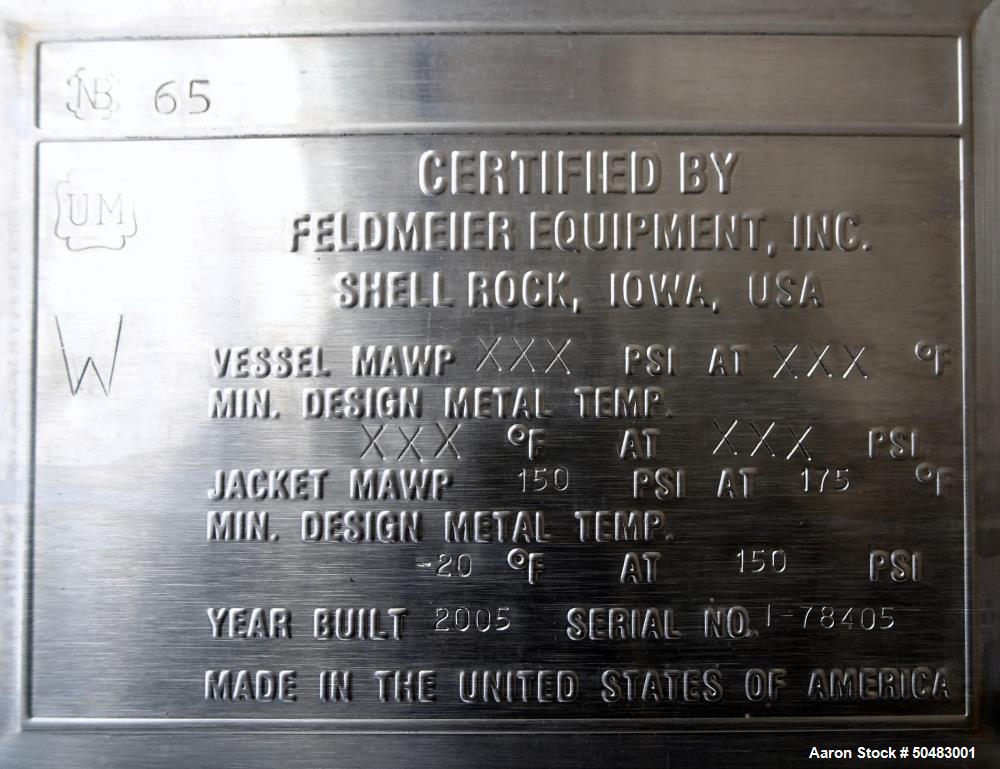 NB 65
UM
CERTIFIED BY
FELDMEIER EQUIPMENT, INC.
SHELL ROCK, IOWA, USA
W
VESSEL MAWP XXX PSI AT XXX °F
MIN. DESIGN METAL TEMP.
XXX °F AT XXX PSI
JACKET MAWP 150 PSI AT 175 °F
MIN. DESIGN METAL TEMP.
-20 °F AT 150 PSI
YEAR BUILT 2005 SERIAL NO. I-78405
MADE IN THE UNITED STATES OF AMERICA
Aaron Stock # 50483001